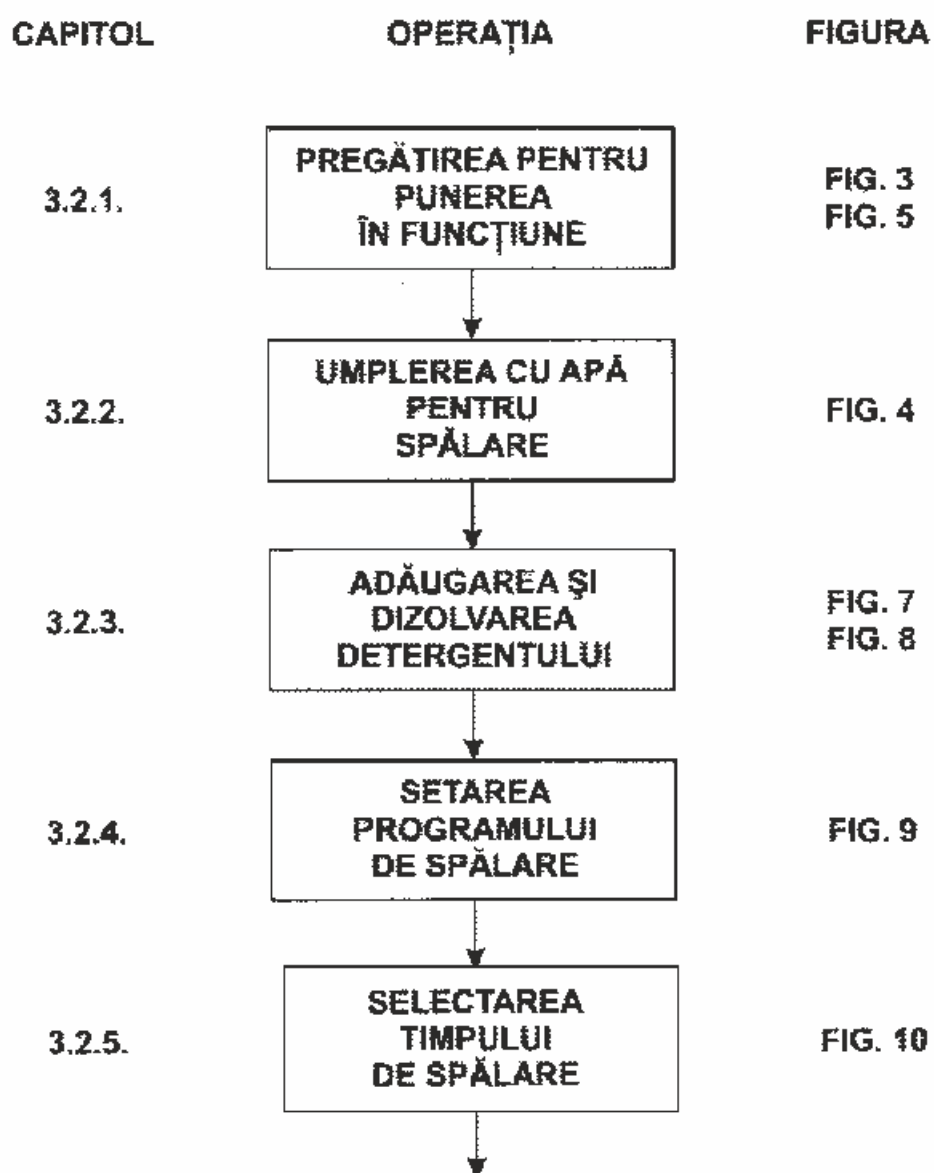 CAPITOL OPERAȚIA FIGURA
3.2.1. PREGĂTIREA PENTRU PUNEREA ÎN FUNCȚIUNE FIG. 3 FIG. 5
3.2.2. UMPLEREA CU APĂ PENTRU SPĂLARE FIG. 4
3.2.3. ADĂUGAREA ȘI DIZOLVAREA DETERGENTULUI FIG. 7 FIG. 8
3.2.4. SETAREA PROGRAMULUI DE SPĂLARE FIG. 9
3.2.5. SELECTAREA TIMPULUI DE SPĂLARE FIG. 10